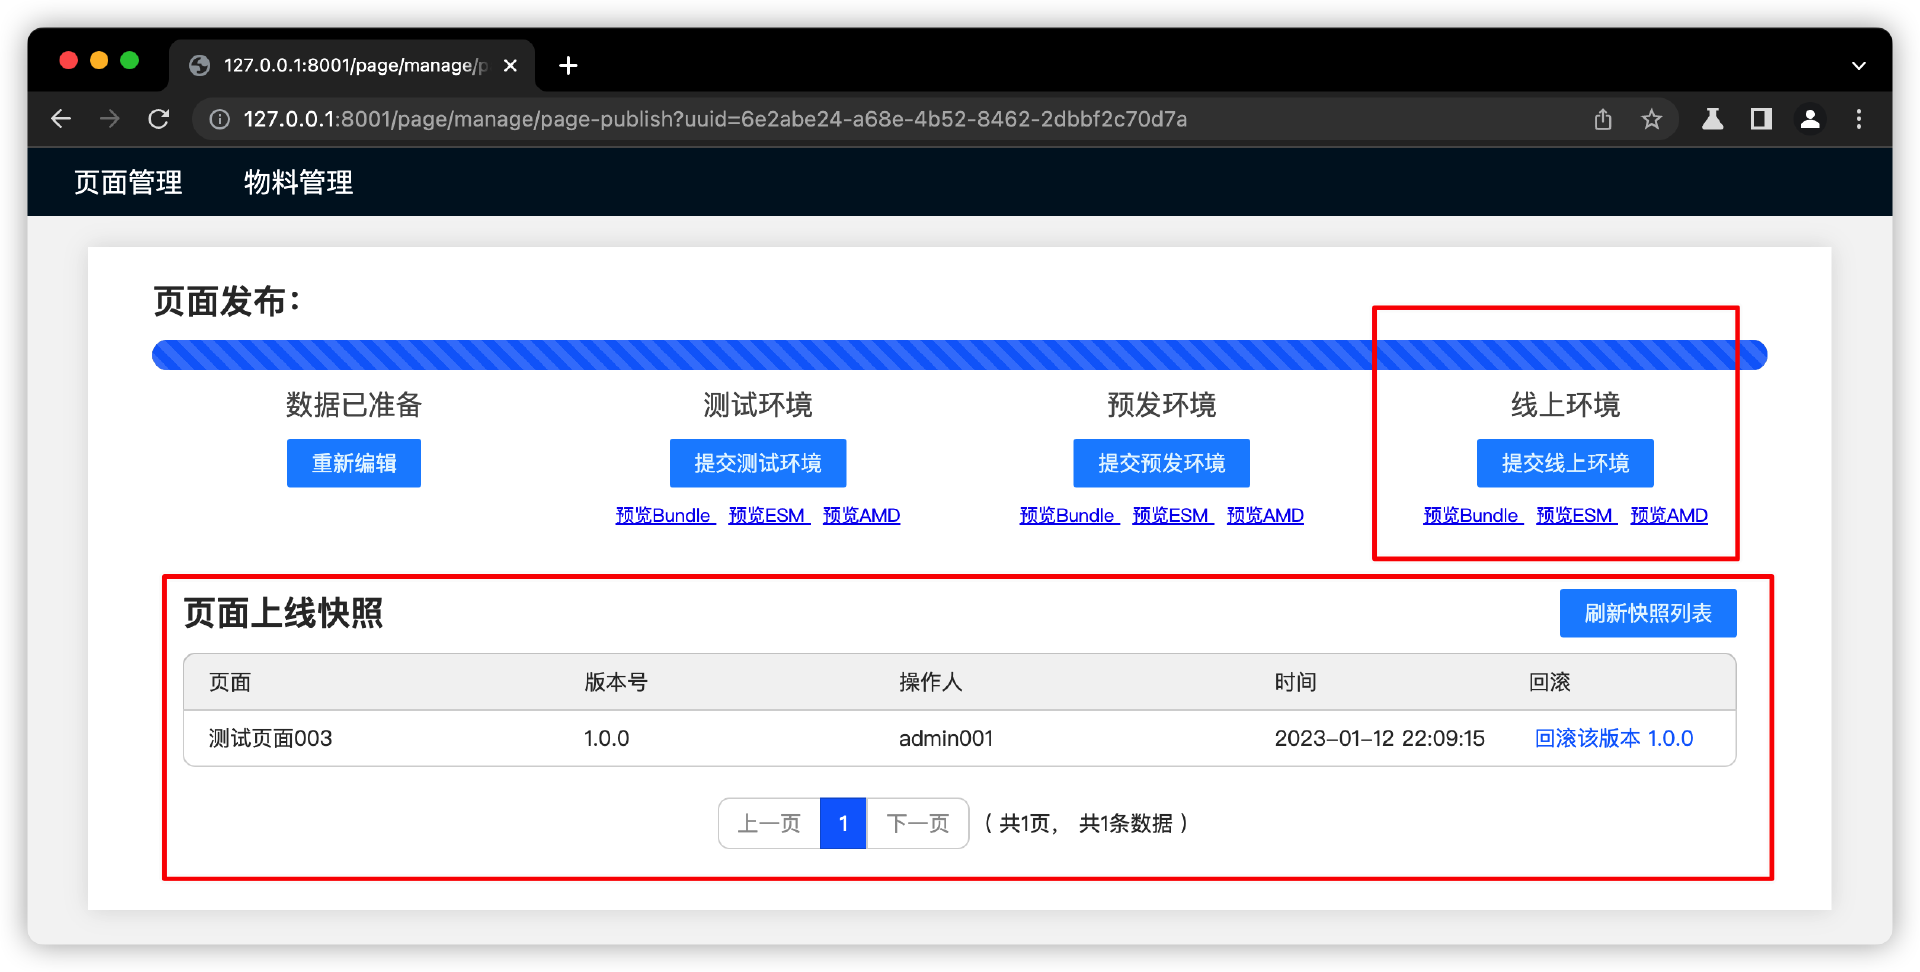 127.0.0.1:8001/page/manage/p
127.0.0.1:8001/page/manage/page-publish?uuid=6e2abe24-a68e-4b52-8462-2dbbf2c70d7a
页面管理 物料管理
页面发布：
数据已准备 测试环境 预发环境 线上环境
重新编辑 提交测试环境 提交预发环境 提交线上环境
预览Bundle 预览ESM 预览AMD 预览Bundle 预览ESM 预览AMD 预览Bundle 预览ESM 预览AMD
页面上线快照 刷新快照列表
页面 版本号 操作人 时间 回滚
测试页面003 1.0.0 admin001 2023-01-12 22:09:15 回滚该版本 1.0.0
上一页 1 下一页 （ 共1页， 共1条数据 ）